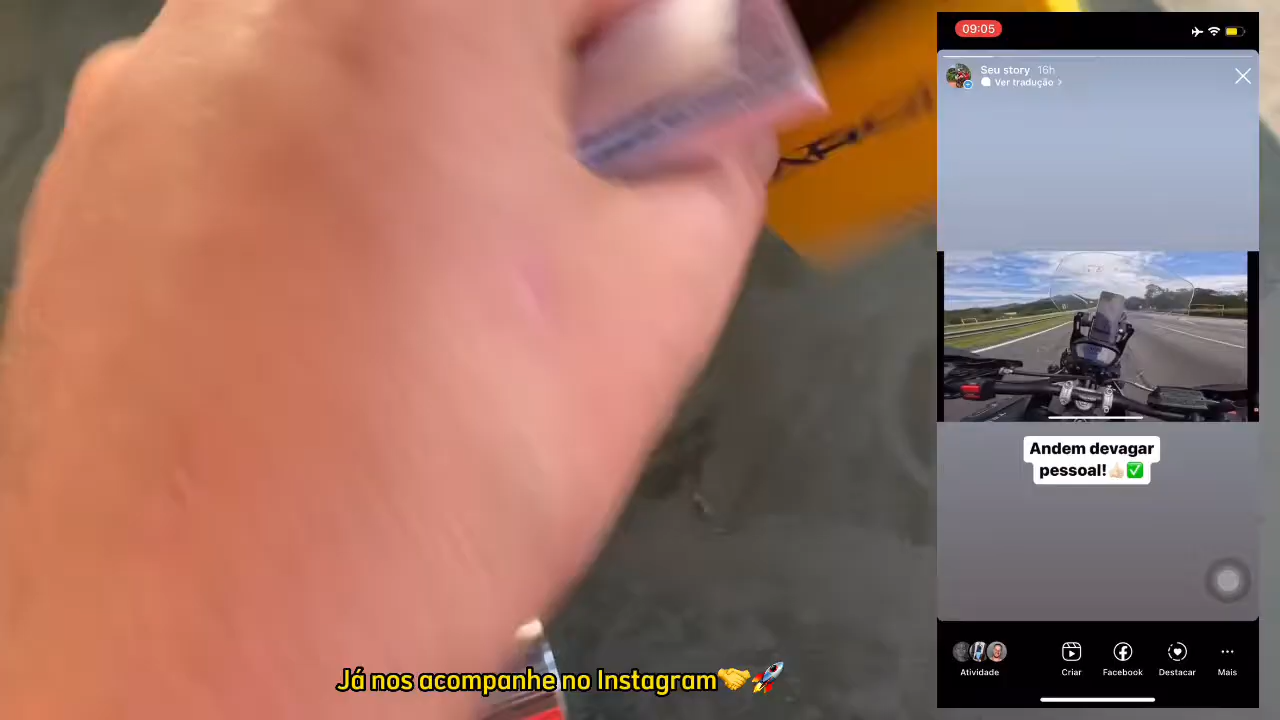 09:05
Seu story 16h
Ver tradução >
Andem devagar
pessoal!👍🏻✅
Atividade
Criar
Facebook
Destacar
Mais
Já nos acompanhe no Instagram🤝🚀